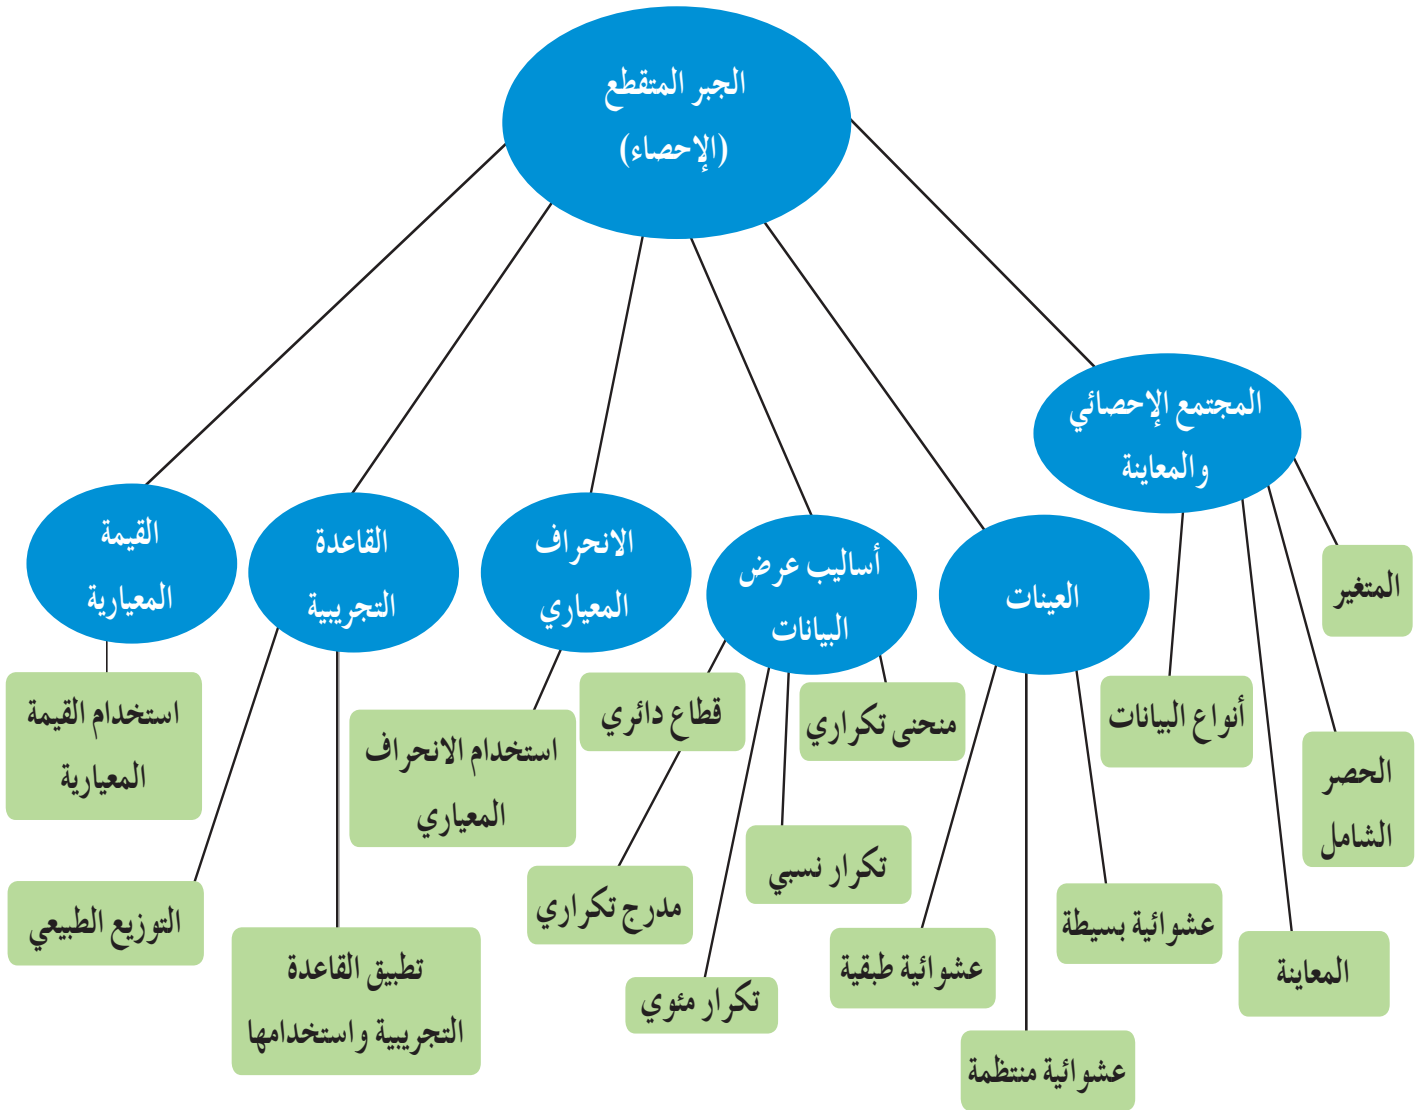 الجبر المتقطع
(الإحصاء)
المجتمع الإحصائي
والمعاينة
العينات
أساليب عرض
البيانات
الانحراف
المعياري
القاعدة
التجريبية
القيمة
المعيارية
المتغير
الحصر
الشامل
المعاينة
أنواع البيانات
عشوائية بسيطة
عشوائية منتظمة
عشوائية طبقية
منحنى تكراري
تكرار نسبي
تكرار مئوي
قطاع دائري
مدرج تكراري
استخدام الانحراف
المعياري
تطبيق القاعدة
التجريبية واستخدامها
التوزيع الطبيعي
استخدام القيمة
المعيارية